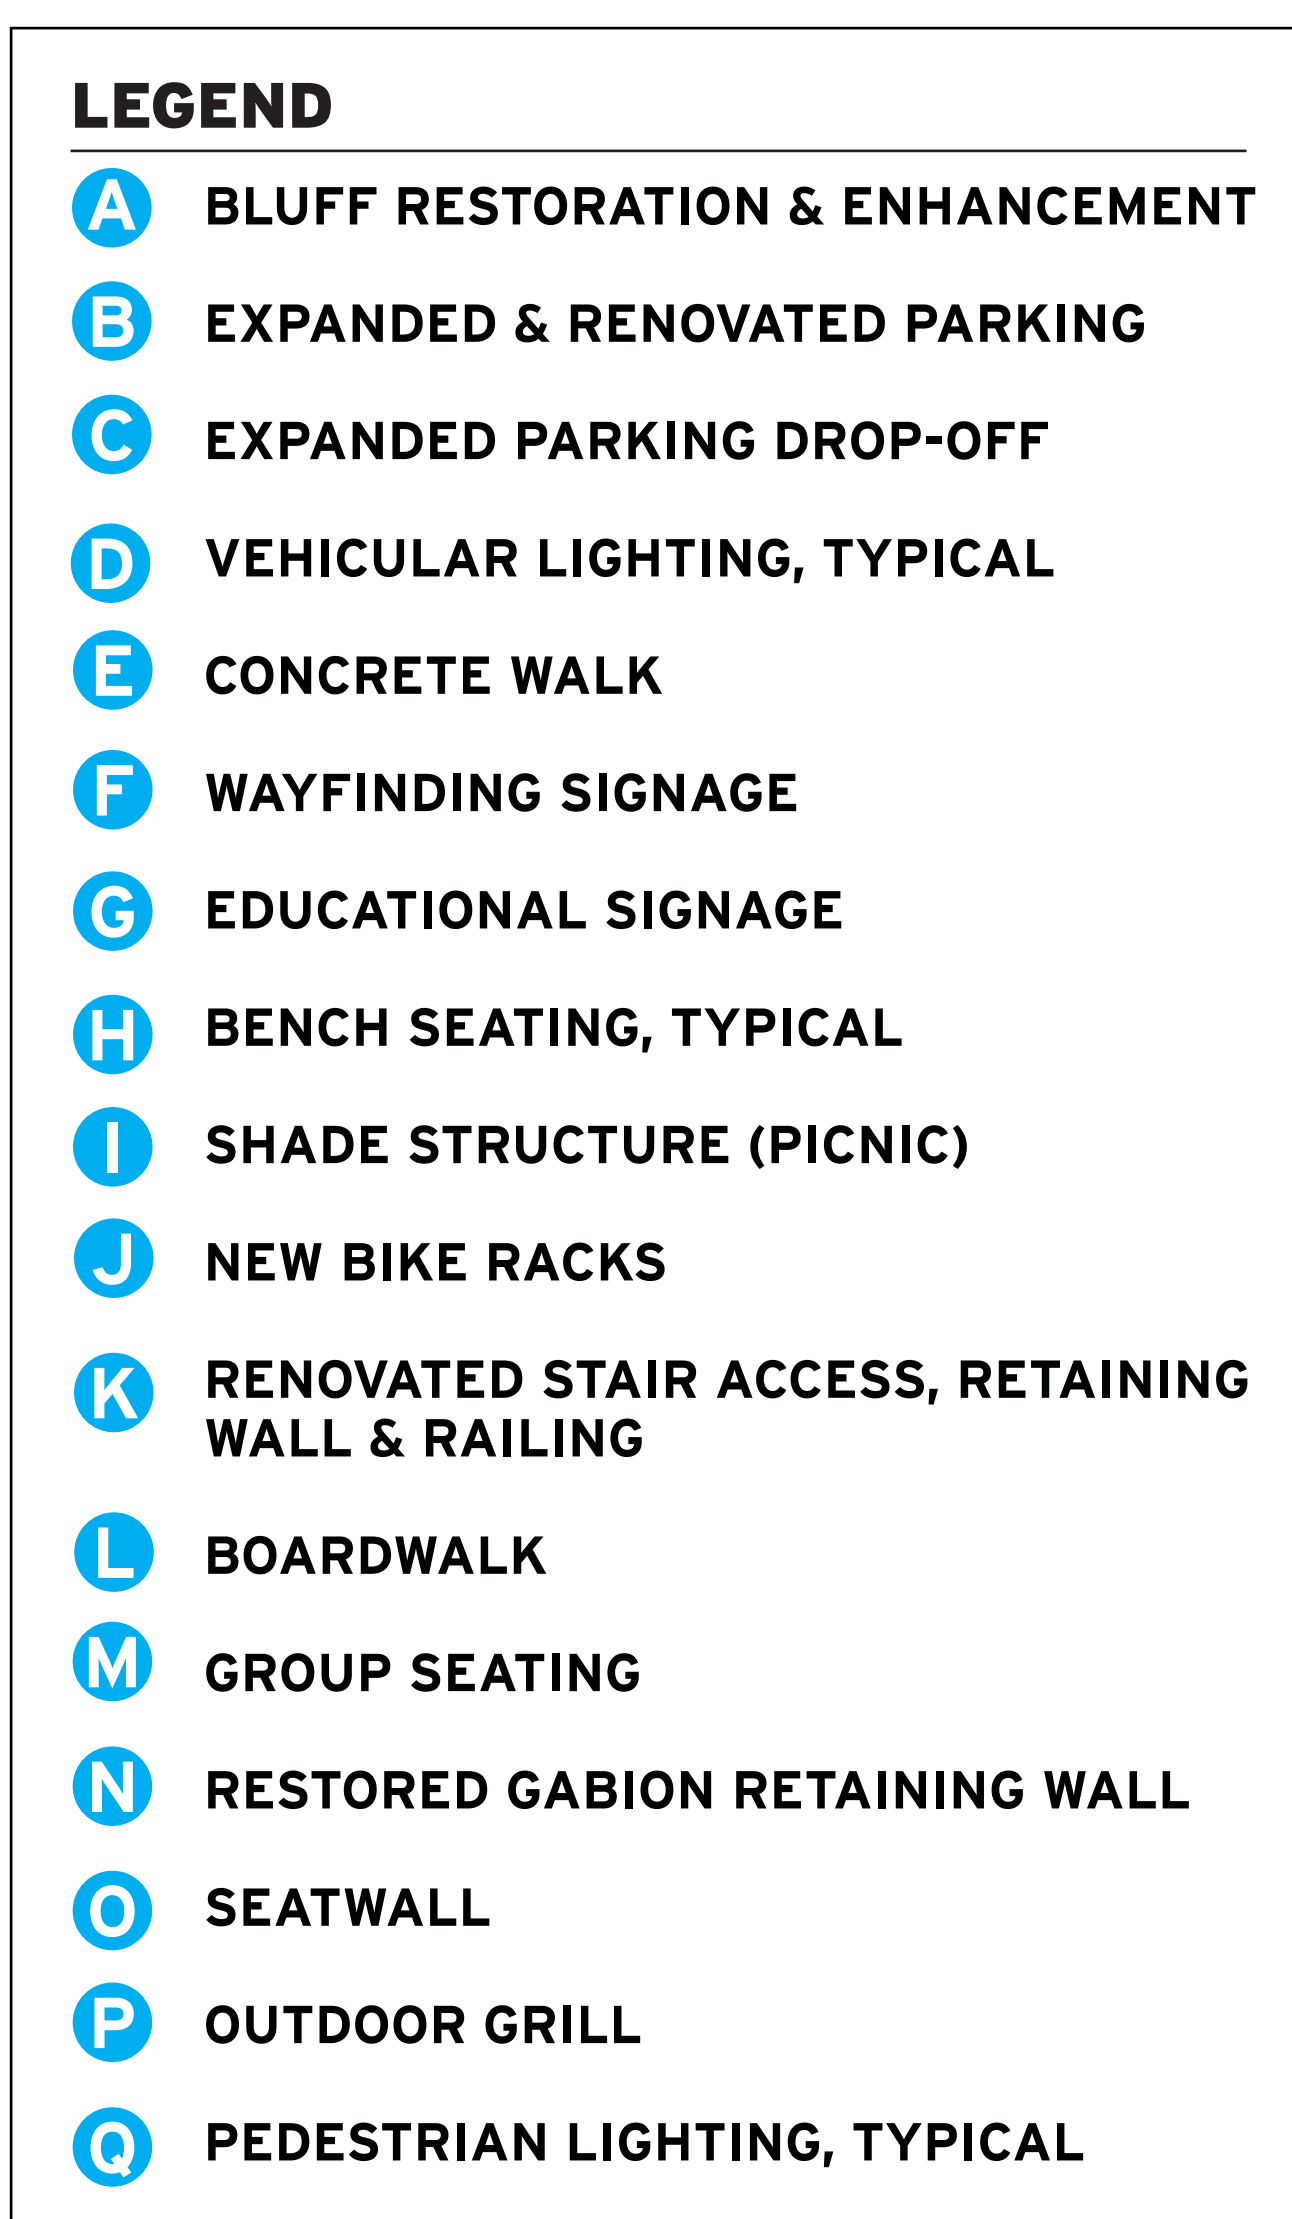 LEGEND
A BLUFF RESTORATION & ENHANCEMENT
B EXPANDED & RENOVATED PARKING
C EXPANDED PARKING DROP-OFF
D VEHICULAR LIGHTING, TYPICAL
E CONCRETE WALK
F WAYFINDING SIGNAGE
G EDUCATIONAL SIGNAGE
H BENCH SEATING, TYPICAL
I SHADE STRUCTURE (PICNIC)
J NEW BIKE RACKS
K RENOVATED STAIR ACCESS, RETAINING
WALL & RAILING
L BOARDWALK
M GROUP SEATING
N RESTORED GABION RETAINING WALL
O SEATWALL
P OUTDOOR GRILL
Q PEDESTRIAN LIGHTING, TYPICAL